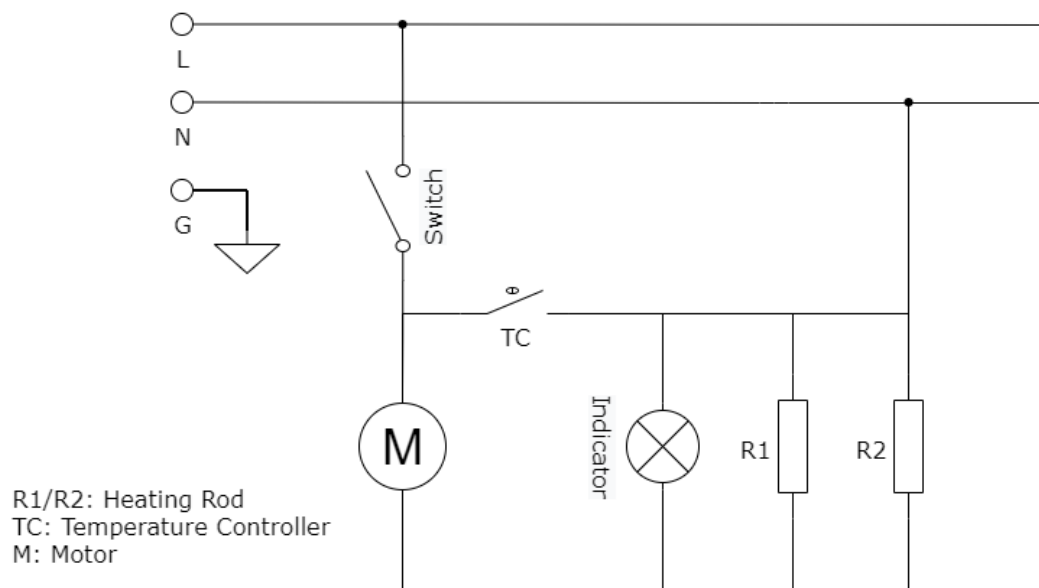 L
N
G
Switch
θ
TC
M
Indicator
R1
R2
R1/R2: Heating Rod
TC: Temperature Controller
M: Motor